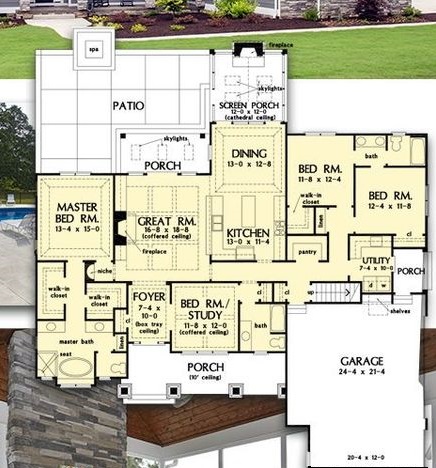 spa
fireplace
skylights
SCREEN PORCH
12-0 x 12-0
(cathedral ceiling)
PATIO
skylights
PORCH
DINING
13-0 x 12-8
bath
BED RM.
11-8 x 12-4
BED RM.
12-4 x 11-8
walk-in
closet
linen
MASTER
BED RM.
13-4 x 15-0
GREAT RM.
16-8 x 18-8
(coffered ceiling)
fireplace
KITCHEN
13-0 x 11-4
pantry
UTILITY
7-4 x 10-0
PORCH
cl
niche
walk-in
closet
walk-in
closet
FOYER
7-4 x
10-0
(box tray
ceiling)
BED RM./
STUDY
11-8 x 12-0
(coffered ceiling)
cl
cl
up
cl
shelves
bath
linen
master bath
seat
PORCH
(10' ceiling)
GARAGE
24-4 x 21-4
20-4 x 12-0